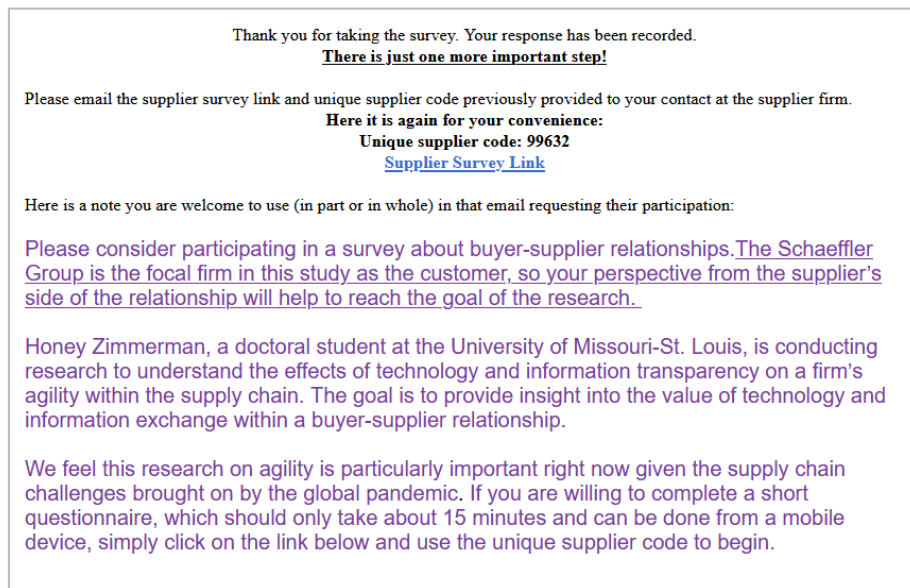 Thank you for taking the survey. Your response has been recorded.
There is just one more important step!
Please email the supplier survey link and unique supplier code previously provided to your contact at the supplier firm.
Here it is again for your convenience:
Unique supplier code: 99632
Supplier Survey Link
Here is a note you are welcome to use (in part or in whole) in that email requesting their participation:
Please consider participating in a survey about buyer-supplier relationships.The Schaeffler
Group is the focal firm in this study as the customer, so your perspective from the supplier's
side of the relationship will help to reach the goal of the research.
Honey Zimmerman, a doctoral student at the University of Missouri-St. Louis, is conducting
research to understand the effects of technology and information transparency on a firm's
agility within the supply chain. The goal is to provide insight into the value of technology and
information exchange within a buyer-supplier relationship.
We feel this research on agility is particularly important right now given the supply chain
challenges brought on by the global pandemic. If you are willing to complete a short
questionnaire, which should only take about 15 minutes and can be done from a mobile
device, simply click on the link below and use the unique supplier code to begin.